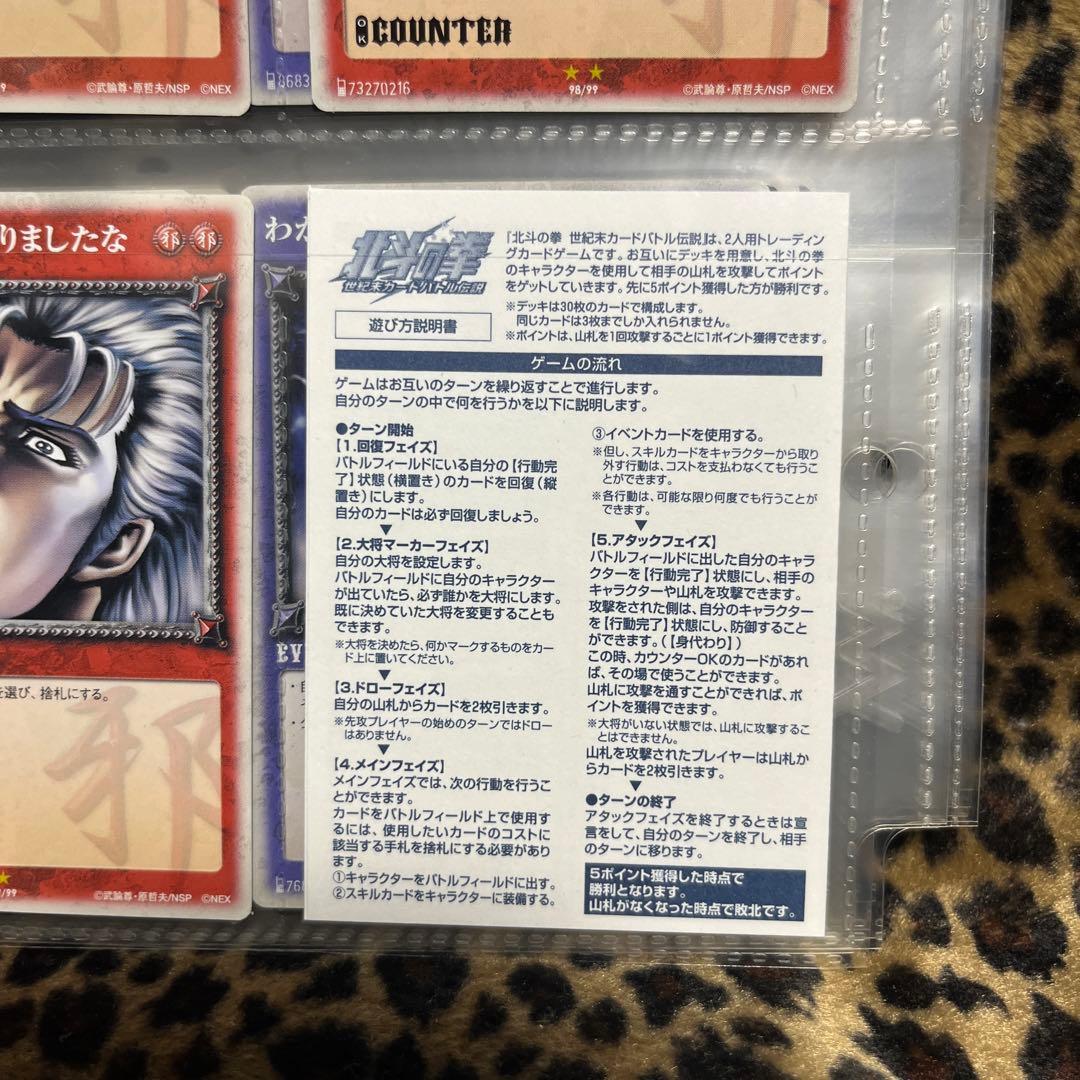 OK COUNTER
8683
73270216
★★
98/99
©武論尊・原哲夫/NSP ©NEX
©武論尊・原哲夫/NSP ©NEX
りましたな
邪 邪
わか
を選び、捨札にする。
邪
EV
©武論尊・原哲夫/NSP ©NEX
北斗の拳
世紀末カードバトル伝説
遊び方説明書
『北斗の拳 世紀末カードバトル伝説』は、2人用トレーディン
グカードゲームです。お互いにデッキを用意し、北斗の拳
のキャラクターを使用して相手の山札を攻撃してポイント
をゲットしていきます。先に5ポイント獲得した方が勝利です。
※デッキは30枚のカードで構成します。
同じカードは3枚までしか入れられません。
※ポイントは、山札を1回攻撃するごとに1ポイント獲得できます。
ゲームの流れ
ゲームはお互いのターンを繰り返すことで進行します。
自分のターンの中で何を行うかを以下に説明します。
●ターン開始
【1.回復フェイズ】
バトルフィールドにいる自分の【行動完
了】状態(横置き)のカードを回復(縦
置き)にします。
自分のカードは必ず回復しましょう。
▼
【2.大将マーカーフェイズ】
自分の大将を設定します。
バトルフィールドに自分のキャラクター
が出ていたら、必ず誰かを大将にします。
既に決めていた大将を変更することも
できます。
※大将を決めたら、何かマークするものをカー
ド上に置いてください。
▼
【3.ドローフェイズ】
自分の山札からカードを2枚引きます。
※先攻プレイヤーの始めのターンではドロー
はありません。
▼
【4.メインフェイズ】
メインフェイズでは、次の行動を行うこ
とができます。
カードをバトルフィールド上で使用す
るには、使用したいカードのコストに
該当する手札を捨札にする必要があり
ます。
①キャラクターをバトルフィールドに出す。
②スキルカードをキャラクターに装備する。
③イベントカードを使用する。
※但し、スキルカードをキャラクターから取り
外す行動は、コストを支払わなくても行うこ
とができます。
※各行動は、可能な限り何度でも行うことが
できます。
▼
【5.アタックフェイズ】
バトルフィールドに出した自分のキャラ
クターを【行動完了】状態にし、相手の
キャラクターや山札を攻撃できます。
攻撃をされた側は、自分のキャラクター
を【行動完了】状態にし、防御すること
ができます。(【身代わり】)
この時、カウンターOKのカードがあれ
ば、その場で使うことができます。
山札に攻撃を通すことができれば、ポ
イントを獲得できます。
※大将がいない状態では、山札に攻撃するこ
とはできません。
山札を攻撃されたプレイヤーは山札か
らカードを2枚引きます。
▼
●ターンの終了
アタックフェイズを終了するときは宣
言をして、自分のターンを終了し、相手
のターンに移ります。
5ポイント獲得した時点で
勝利となります。
山札がなくなった時点で敗北です。